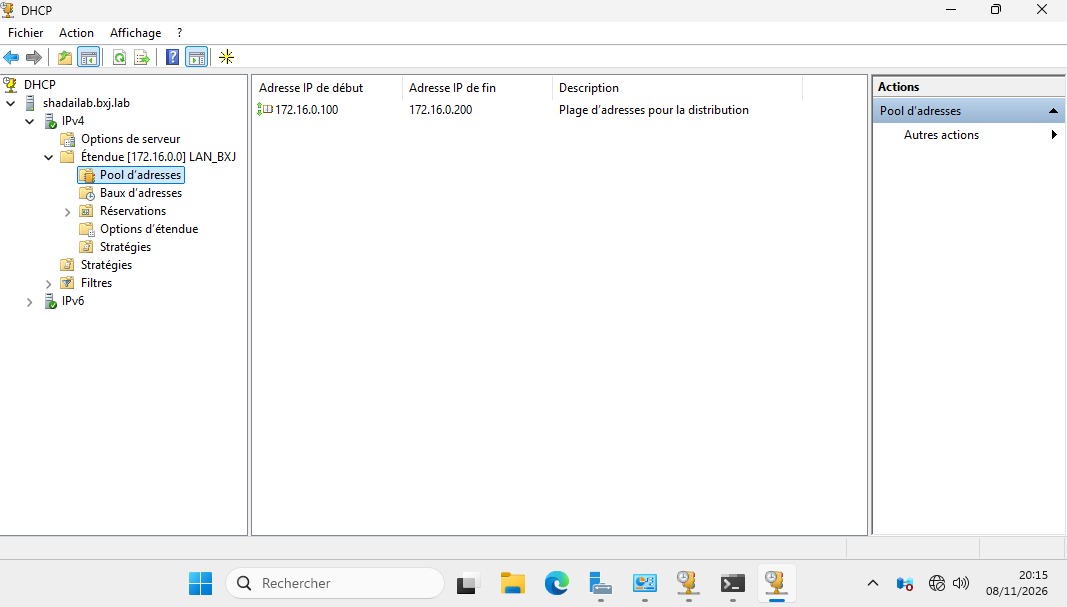 DHCP
Fichier Action Affichage ?
DHCP
shadailab.bxj.lab
IPv4
Options de serveur
Étendue [172.16.0.0] LAN_BXJ
Pool d'adresses
Baux d'adresses
Réservations
Options d'étendue
Stratégies
Stratégies
Filtres
IPv6
Adresse IP de début Adresse IP de fin Description
172.16.0.100 172.16.0.200 Plage d'adresses pour la distribution
Actions
Pool d'adresses
Autres actions
Rechercher
20:15
08/11/2026